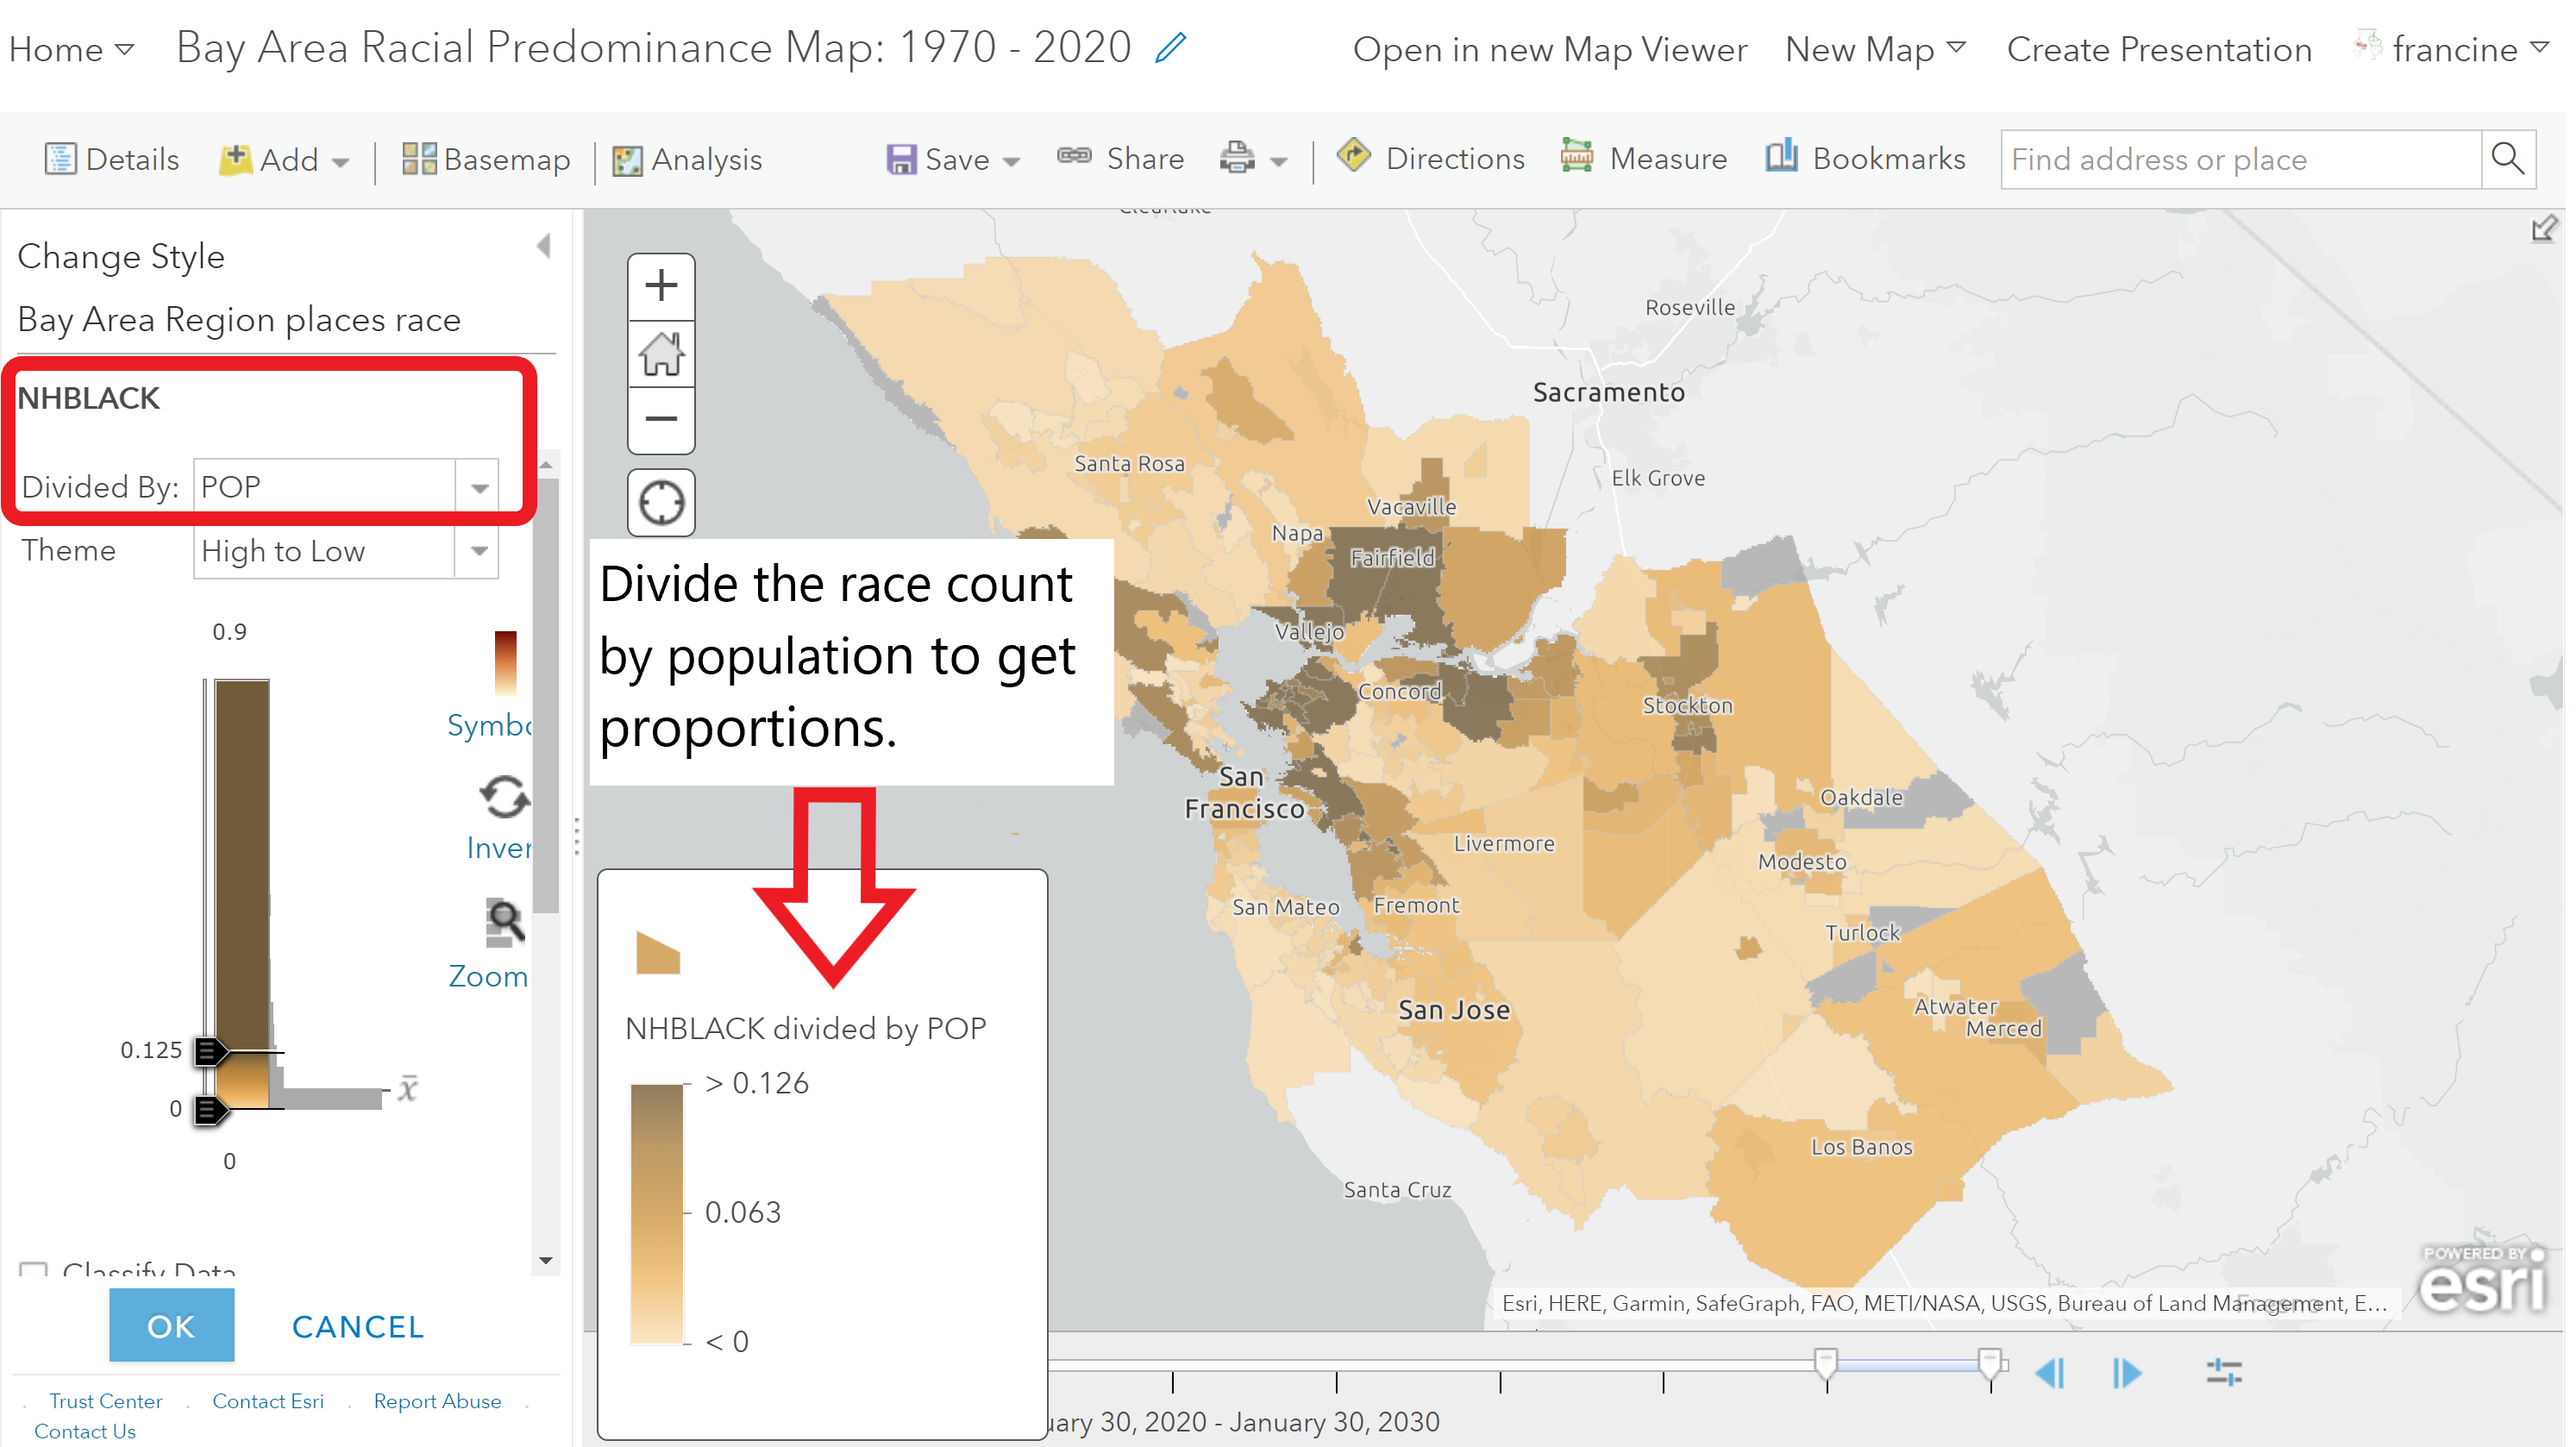 Home
Bay Area Racial Predominance Map: 1970 - 2020
Open in new Map Viewer
New Map
Create Presentation
francine
Details
Add
Basemap
Analysis
Save
Share
Directions
Measure
Bookmarks
Find address or place
Change Style
Bay Area Region places race
NHBLACK
Divided By: POP
Theme High to Low
0.9
Symbo
Inver
Zoom
0.125
0
x̄
0
Classify Data
OK CANCEL
Trust Center . Contact Esri . Report Abuse .
Contact Us
Clearlake
Roseville
Sacramento
Santa Rosa
Elk Grove
Vacaville
Napa
Fairfield
Vallejo
Concord
Stockton
San
Francisco
Oakdale
Livermore
Modesto
San Mateo
Fremont
Turlock
San Jose
Atwater
Merced
Los Banos
Santa Cruz
Fresno
Divide the race count
by population to get
proportions.
NHBLACK divided by POP
> 0.126
0.063
< 0
POWERED BY
esri
Esri, HERE, Garmin, SafeGraph, FAO, METI/NASA, USGS, Bureau of Land Management, E...
uary 30, 2020 - January 30, 2030